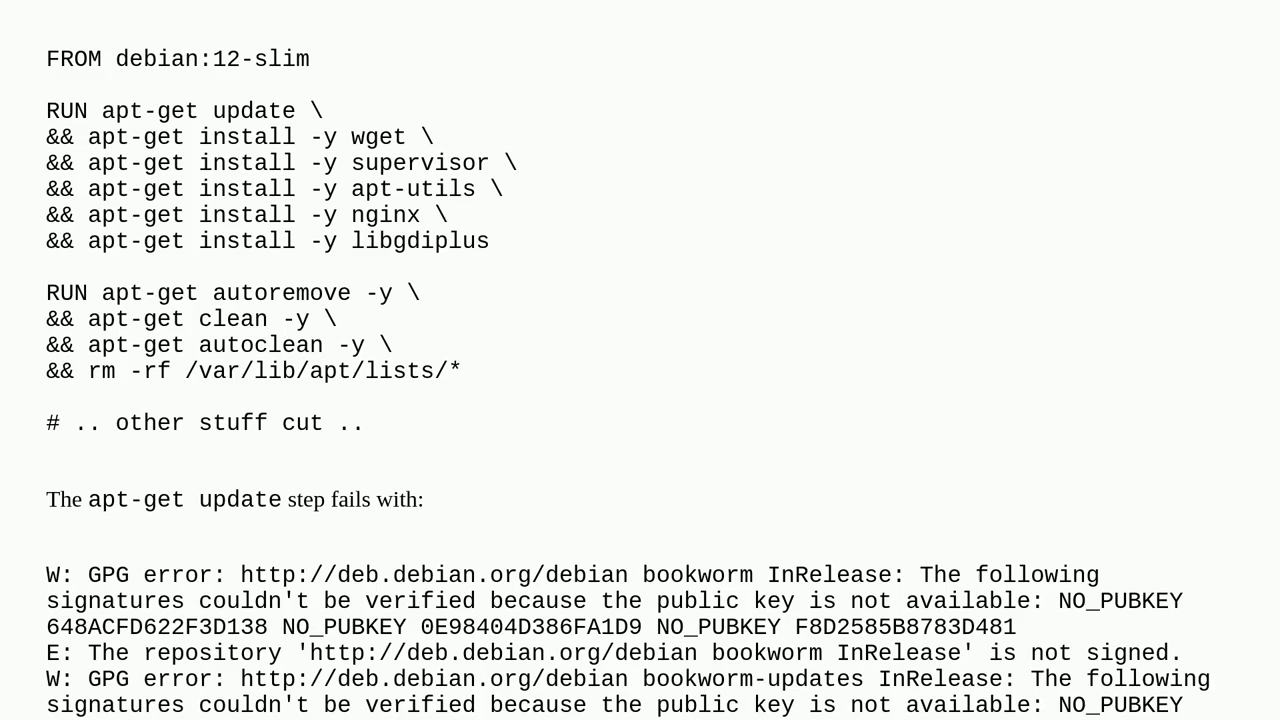 FROM debian:12-slim
RUN apt-get update \
&& apt-get install -y wget \
&& apt-get install -y supervisor \
&& apt-get install -y apt-utils \
&& apt-get install -y nginx \
&& apt-get install -y libgdiplus
RUN apt-get autoremove -y \
&& apt-get clean -y \
&& apt-get autoclean -y \
&& rm -rf /var/lib/apt/lists/*
# .. other stuff cut ..
The apt-get update step fails with:
W: GPG error: http://deb.debian.org/debian bookworm InRelease: The following
signatures couldn't be verified because the public key is not available: NO_PUBKEY
648ACFD622F3D138 NO_PUBKEY 0E98404D386FA1D9 NO_PUBKEY F8D2585B8783D481
E: The repository 'http://deb.debian.org/debian bookworm InRelease' is not signed.
W: GPG error: http://deb.debian.org/debian bookworm-updates InRelease: The following
signatures couldn't be verified because the public key is not available: NO_PUBKEY